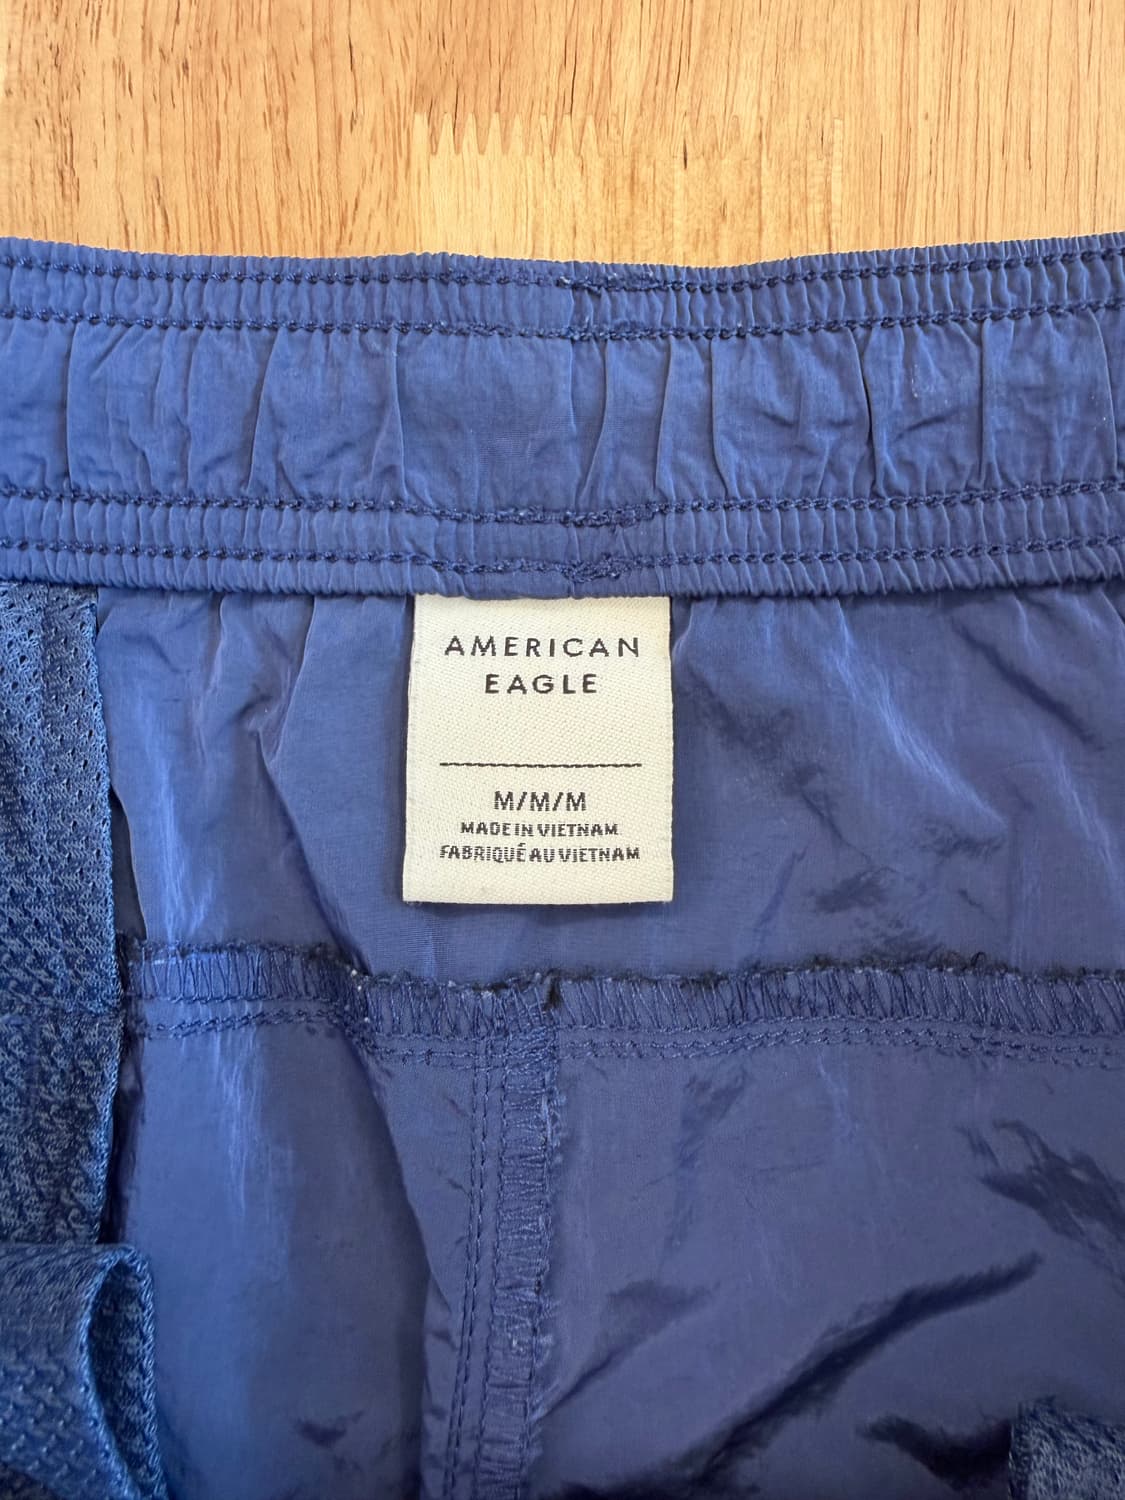 AMERICAN
EAGLE
M/M/M
MADE IN VIETNAM
FABRIQUÉ AU VIETNAM